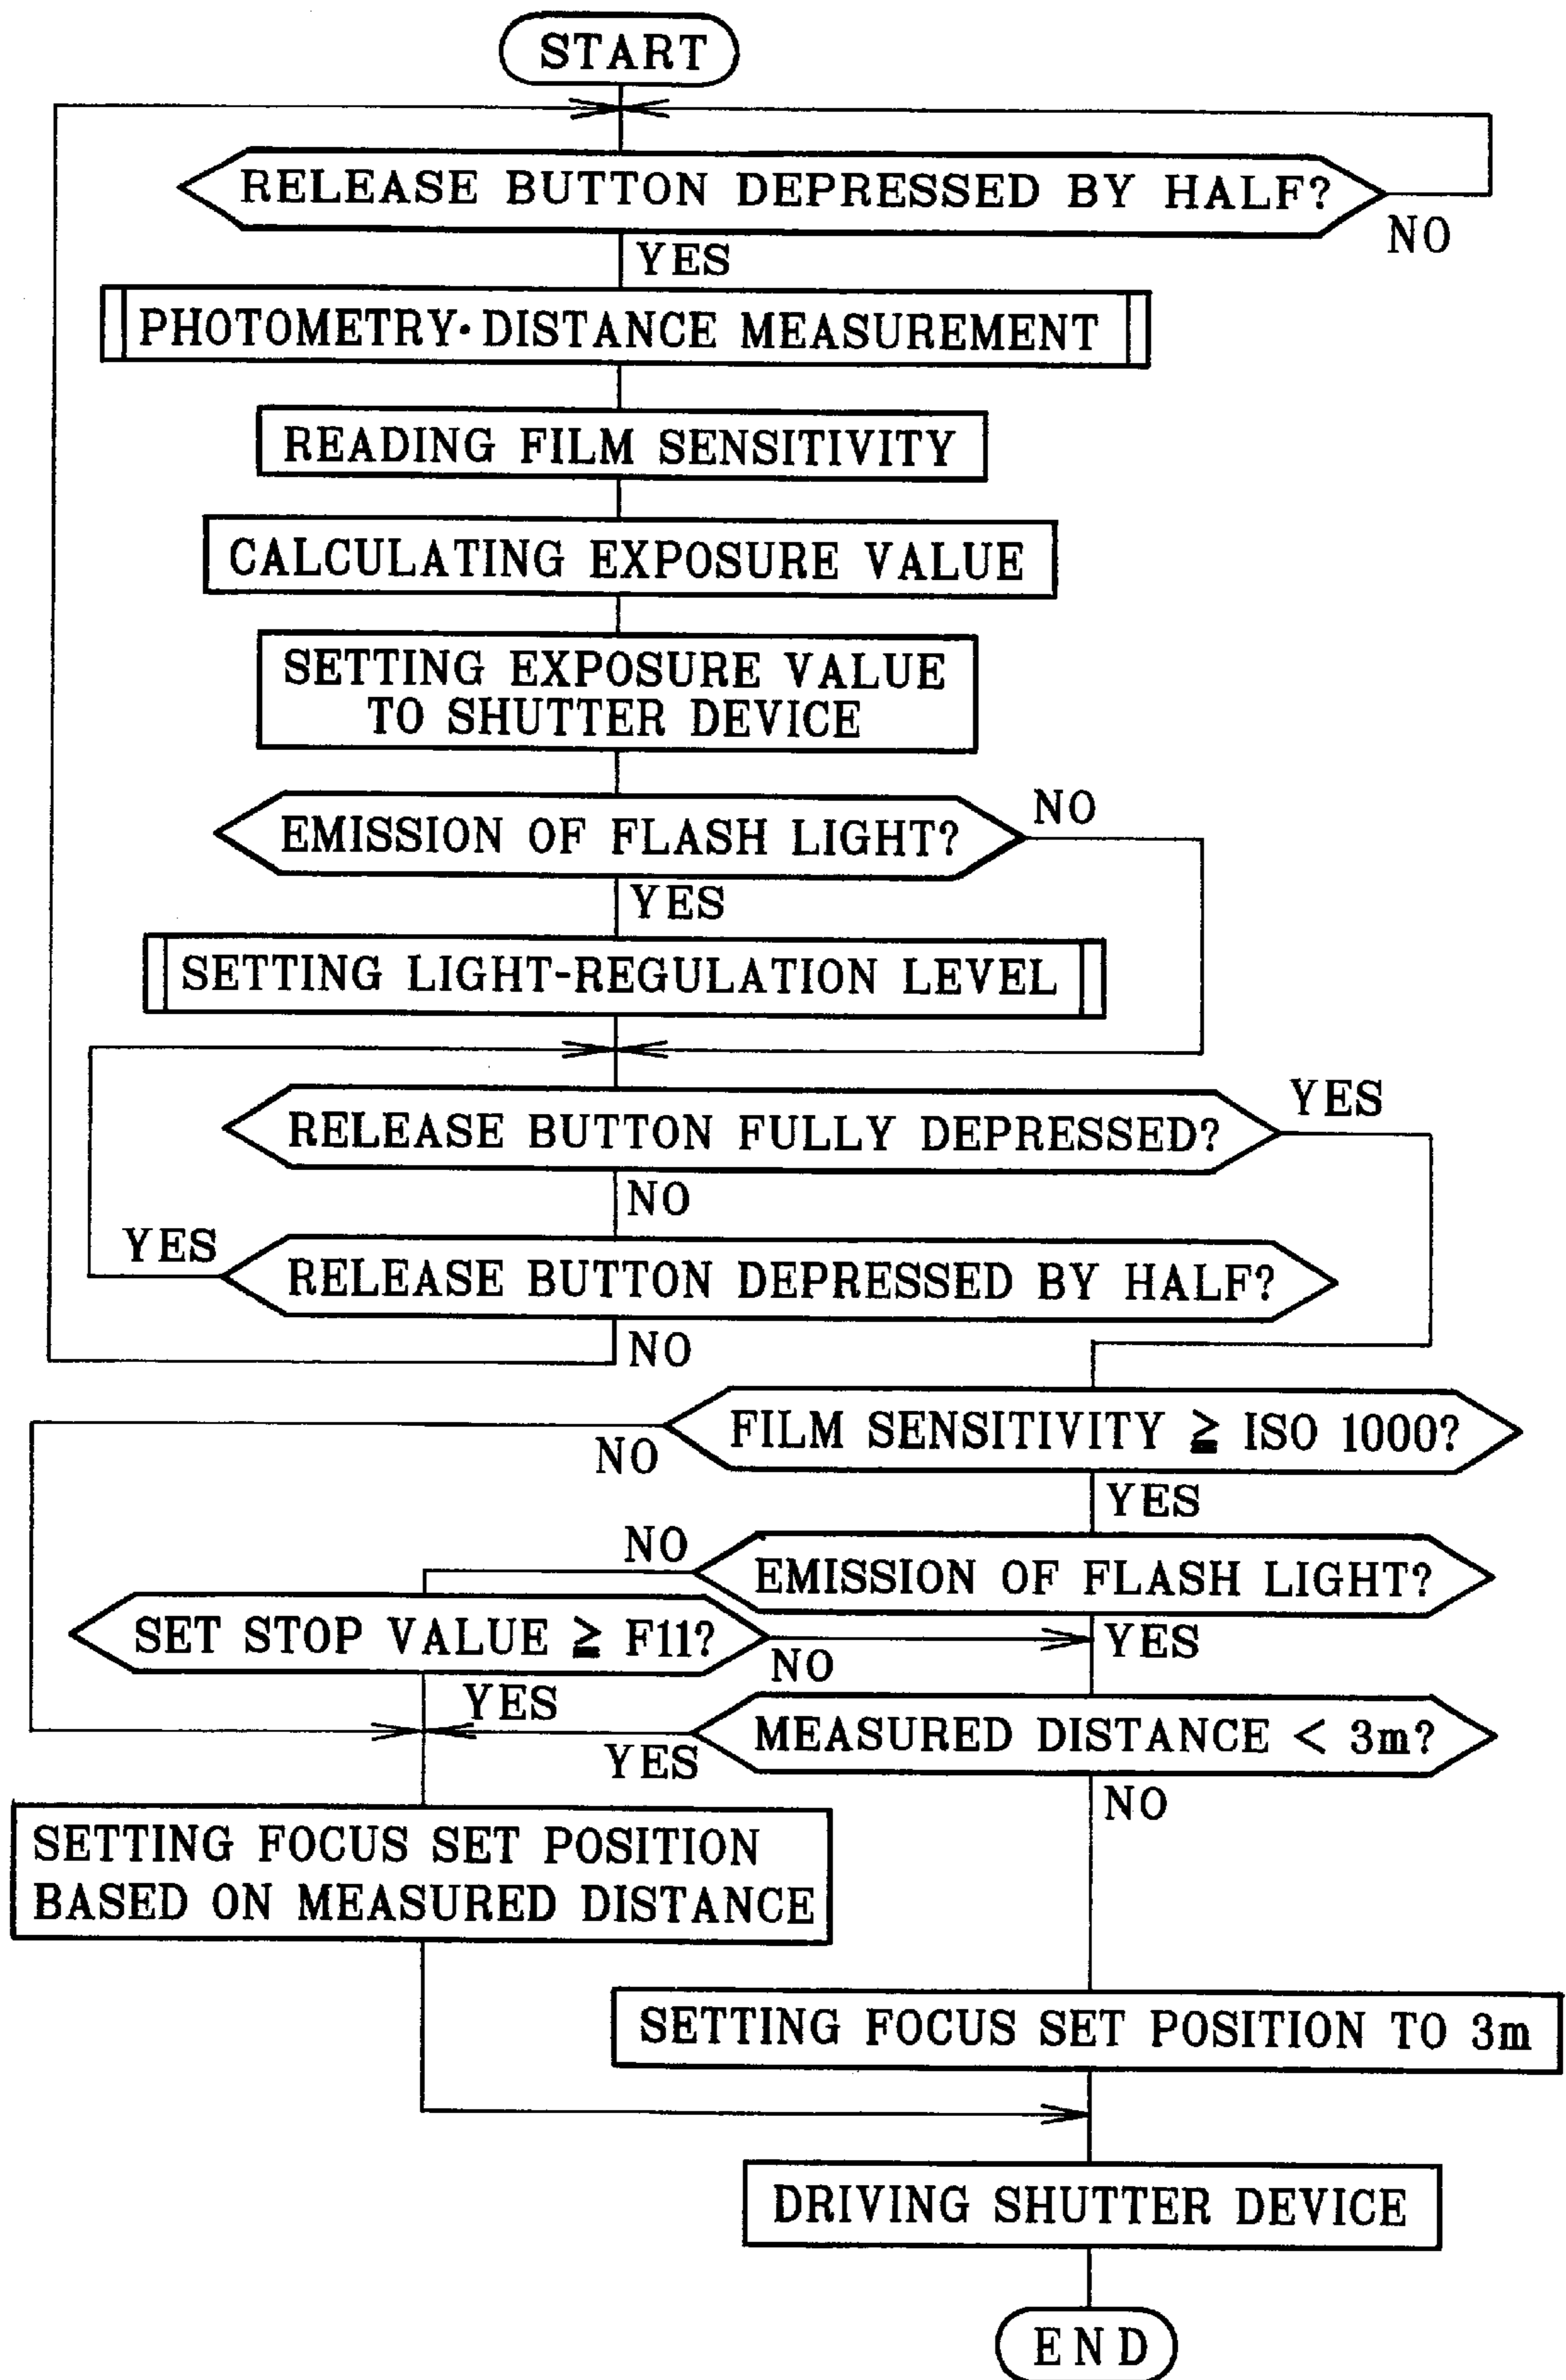 START
RELEASE BUTTON DEPRESSED BY HALF?
NO
YES
PHOTOMETRY·DISTANCE MEASUREMENT
READING FILM SENSITIVITY
CALCULATING EXPOSURE VALUE
SETTING EXPOSURE VALUE
TO SHUTTER DEVICE
NO
EMISSION OF FLASH LIGHT?
YES
SETTING LIGHT-REGULATION LEVEL
YES
RELEASE BUTTON FULLY DEPRESSED?
NO
YES
RELEASE BUTTON DEPRESSED BY HALF?
NO
FILM SENSITIVITY ≧ ISO 1000?
NO
YES
NO
EMISSION OF FLASH LIGHT?
SET STOP VALUE ≧ F11?
YES
NO
YES
MEASURED DISTANCE < 3m?
YES
NO
SETTING FOCUS SET POSITION
BASED ON MEASURED DISTANCE
SETTING FOCUS SET POSITION TO 3m
DRIVING SHUTTER DEVICE
END